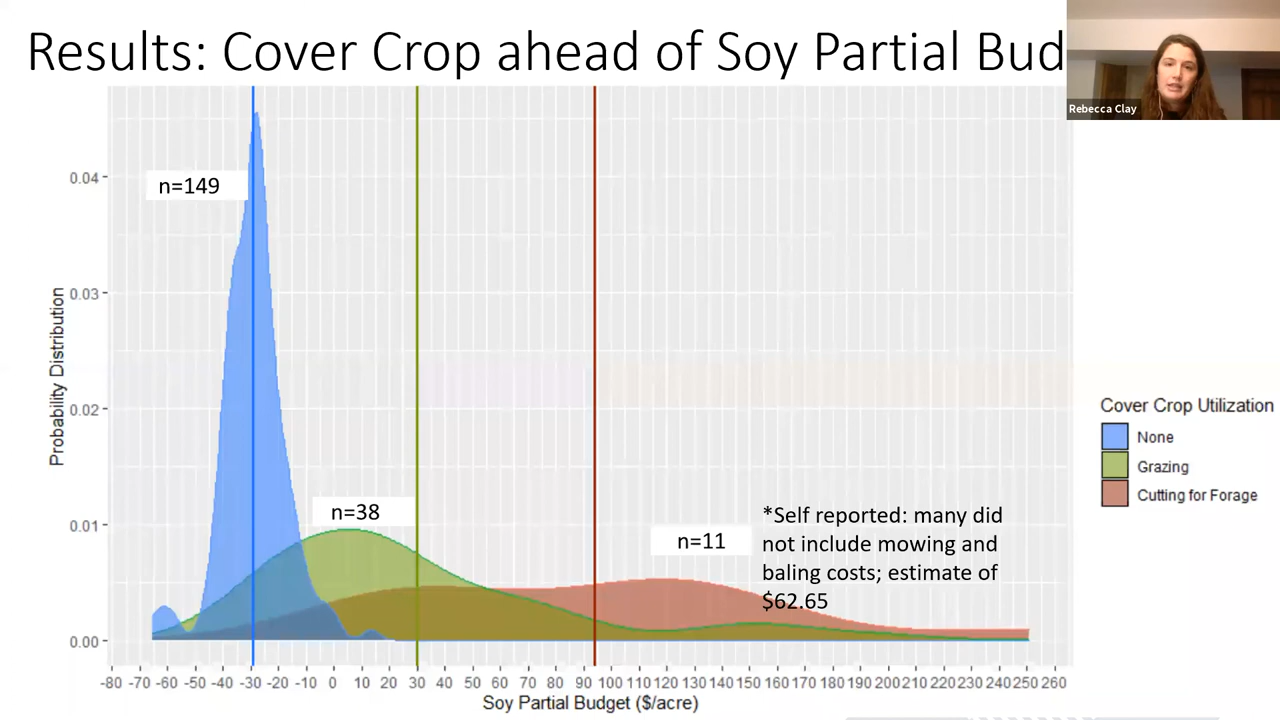 Results: Cover Crop ahead of Soy Partial Bud
Rebecca Clay
n=149
n=38
n=11
*Self reported: many did
not include mowing and
baling costs; estimate of
$62.65
Probability Distribution
0.04
0.03
0.02
0.01
0.00
-80 -70 -60 -50 -40 -30 -20 -10 0 10 20 30 40 50 60 70 80 90 100 110 120 130 140 150 160 170 180 190 200 210 220 230 240 250 260
Soy Partial Budget ($/acre)
Cover Crop Utilization
None
Grazing
Cutting for Forage